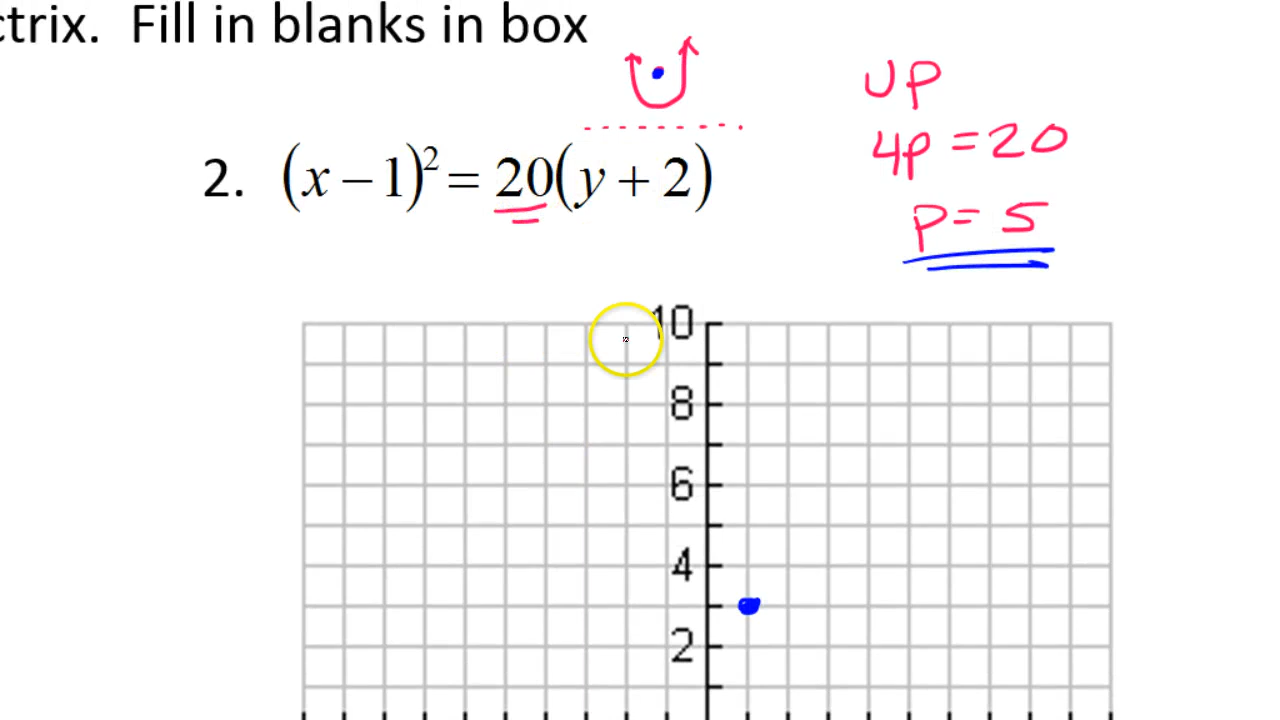 ctrix. Fill in blanks in box
UP
4p = 20
2. (x − 1)² = 20(y + 2)
p = 5
10
8
6
4
2